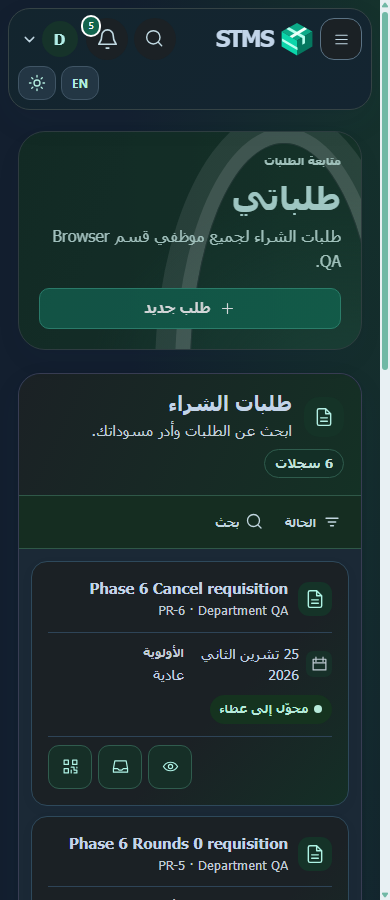 STMS
5
D
EN
متابعة الطلبات
طلباتي
طلبات الشراء لجميع موظفي قسم Browser
QA.
طلب جديد
طلبات الشراء
ابحث عن الطلبات وأدر مسوداتك.
6 سجلات
الحالة
بحث
Phase 6 Cancel requisition
PR-6 · Department QA
25 تشرين الثاني
2026
الأولوية
عادية
محوّل إلى عطاء
Phase 6 Rounds 0 requisition
PR-5 · Department QA